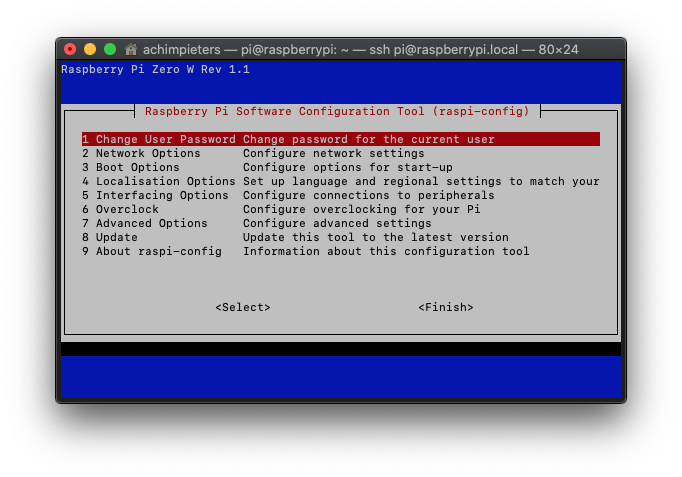 achimpieters — pi@raspberrypi: ~ — ssh pi@raspberrypi.local — 80×24
Raspberry Pi Zero W Rev 1.1
Raspberry Pi Software Configuration Tool (raspi-config)
1 Change User Password Change password for the current user
2 Network Options      Configure network settings
3 Boot Options         Configure options for start-up
4 Localisation Options Set up language and regional settings to match your
5 Interfacing Options  Configure connections to peripherals
6 Overclock            Configure overclocking for your Pi
7 Advanced Options     Configure advanced settings
8 Update               Update this tool to the latest version
9 About raspi-config   Information about this configuration tool
<Select>                     <Finish>